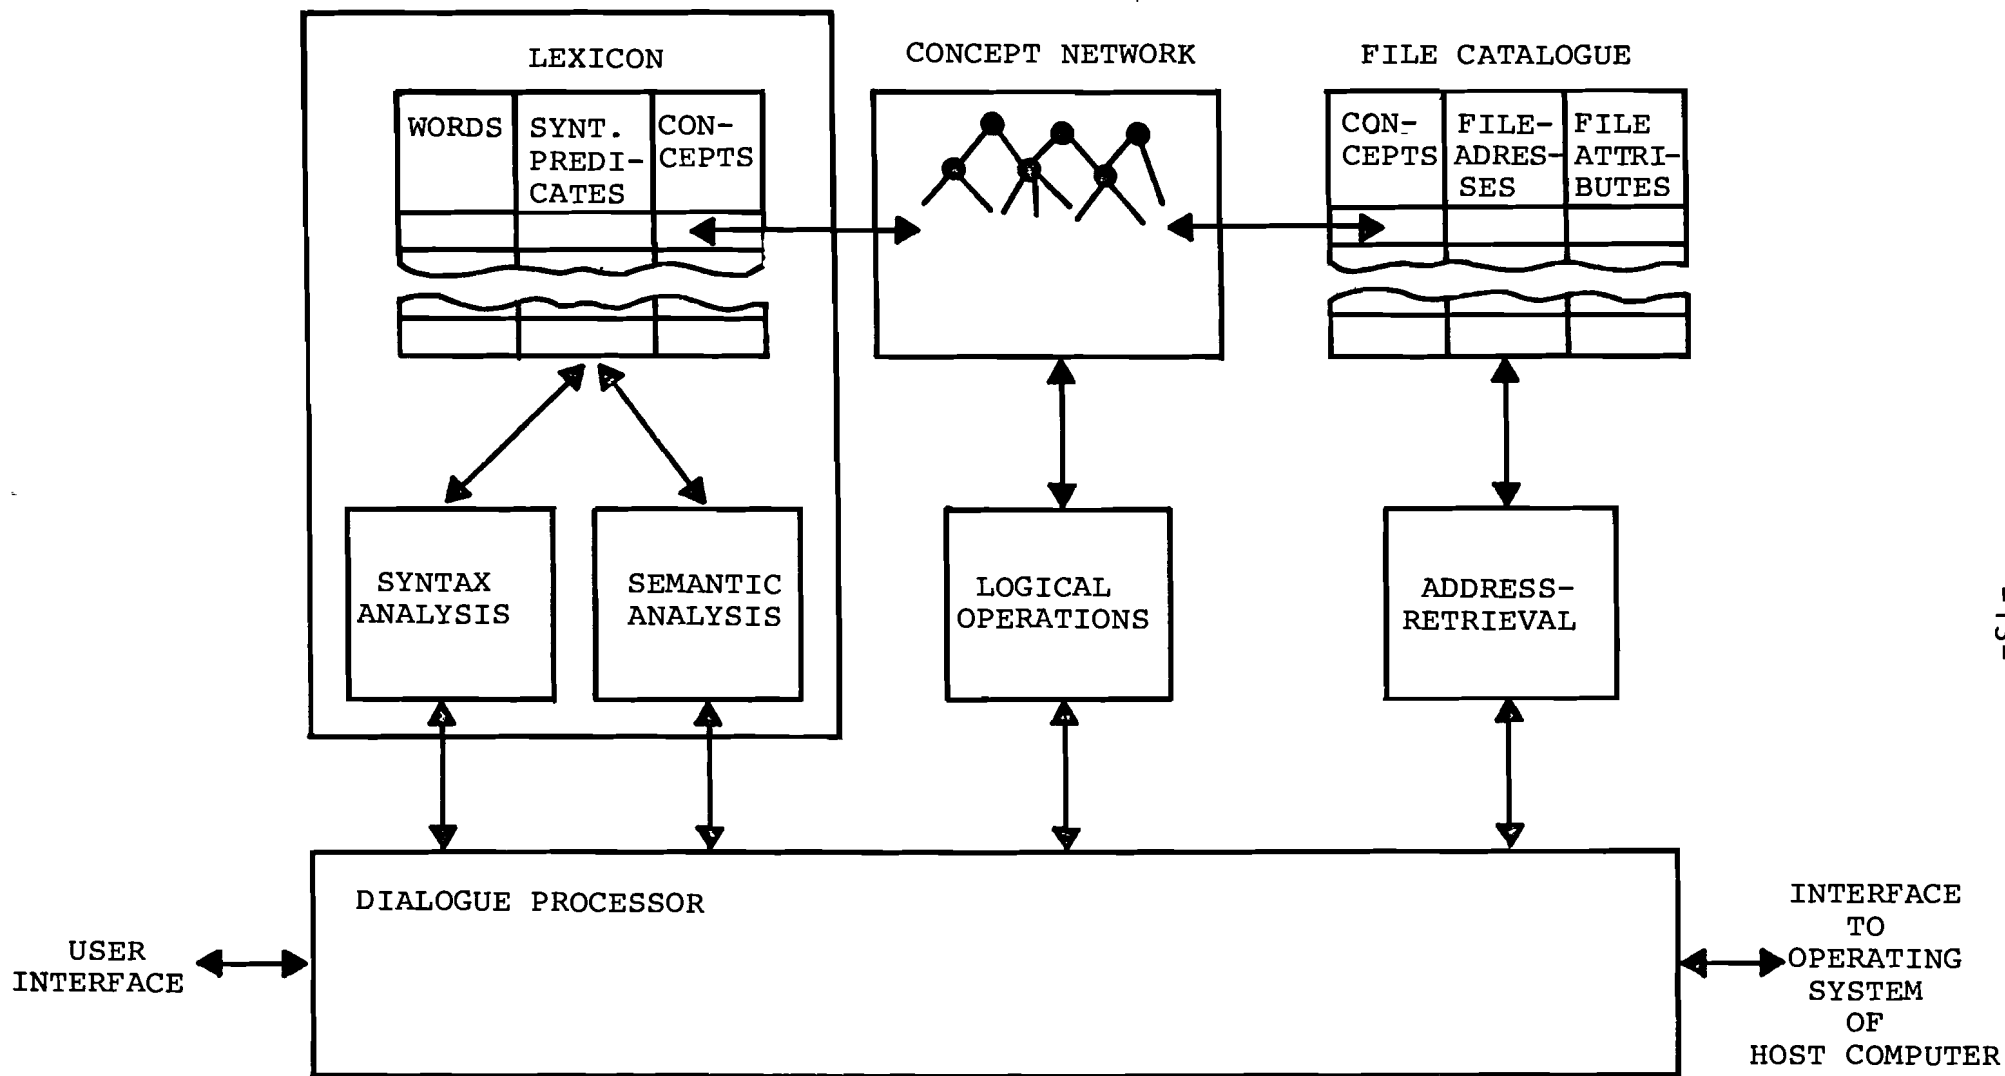 LEXICON
CONCEPT NETWORK
FILE CATALOGUE
WORDS
SYNT.
PREDI-
CATES
CON-
CEPTS
CON-
CEPTS
FILE-
ADRES-
SES
FILE
ATTRI-
BUTES
SYNTAX
ANALYSIS
SEMANTIC
ANALYSIS
LOGICAL
OPERATIONS
ADDRESS-
RETRIEVAL
DIALOGUE PROCESSOR
USER
INTERFACE
INTERFACE
TO
OPERATING
SYSTEM
OF
HOST COMPUTER